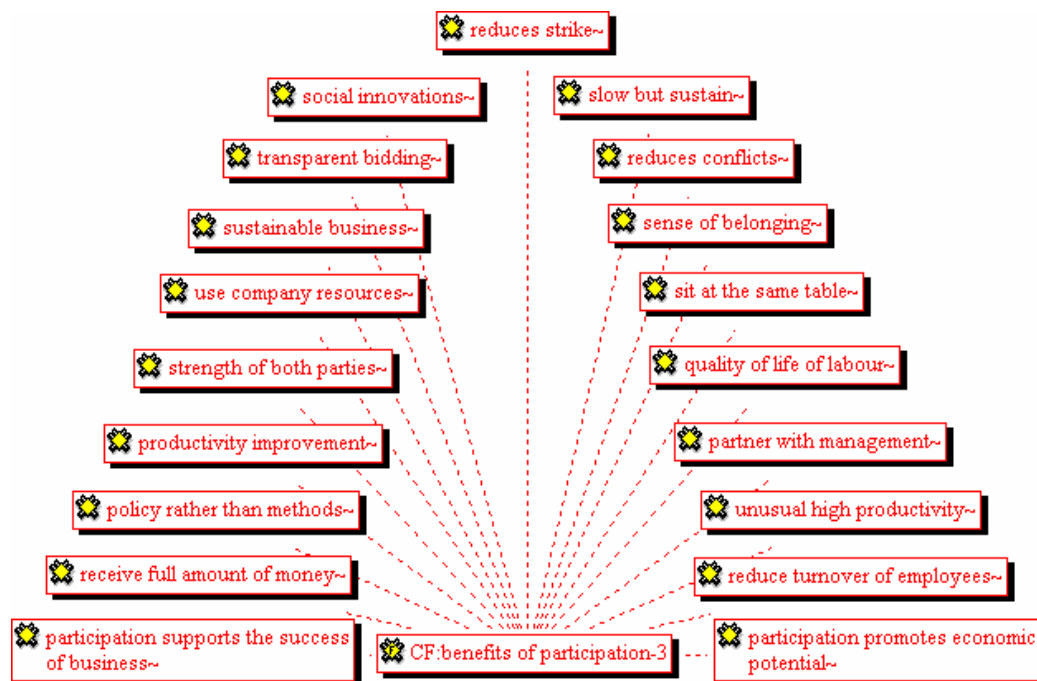 reduces strike~
social innovations~
slow but sustain~
transparent bidding~
reduces conflicts~
sustainable business~
sense of belonging~
use company resources~
sit at the same table~
strength of both parties~
quality of life of labour~
productivity improvement~
partner with management~
policy rather than methods~
unusual high productivity~
receive full amount of money~
reduce turnover of employees~
participation supports the success
of business~
CF:benefits of participation-3
participation promotes economic
potential~